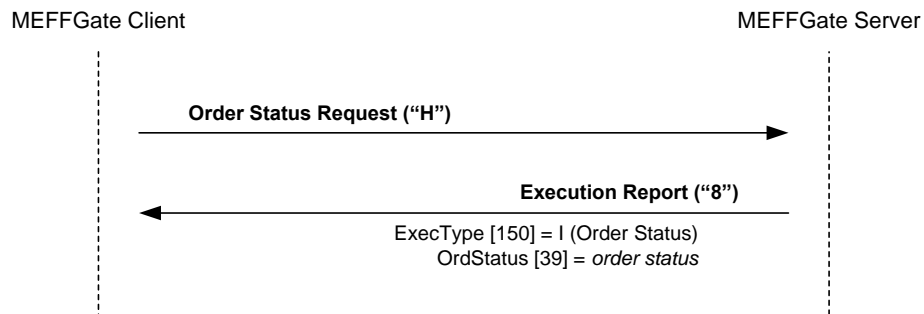 MEFFGate Client
MEFFGate Server
Order Status Request (“H”)
Execution Report (“8”)
ExecType [150] = I (Order Status)
OrdStatus [39] = order status